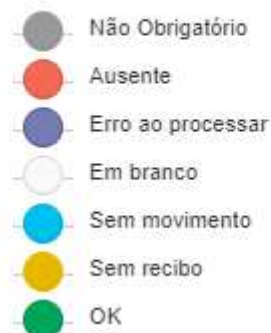 Não Obrigatório
Ausente
Erro ao processar
Em branco
Sem movimento
Sem recibo
OK